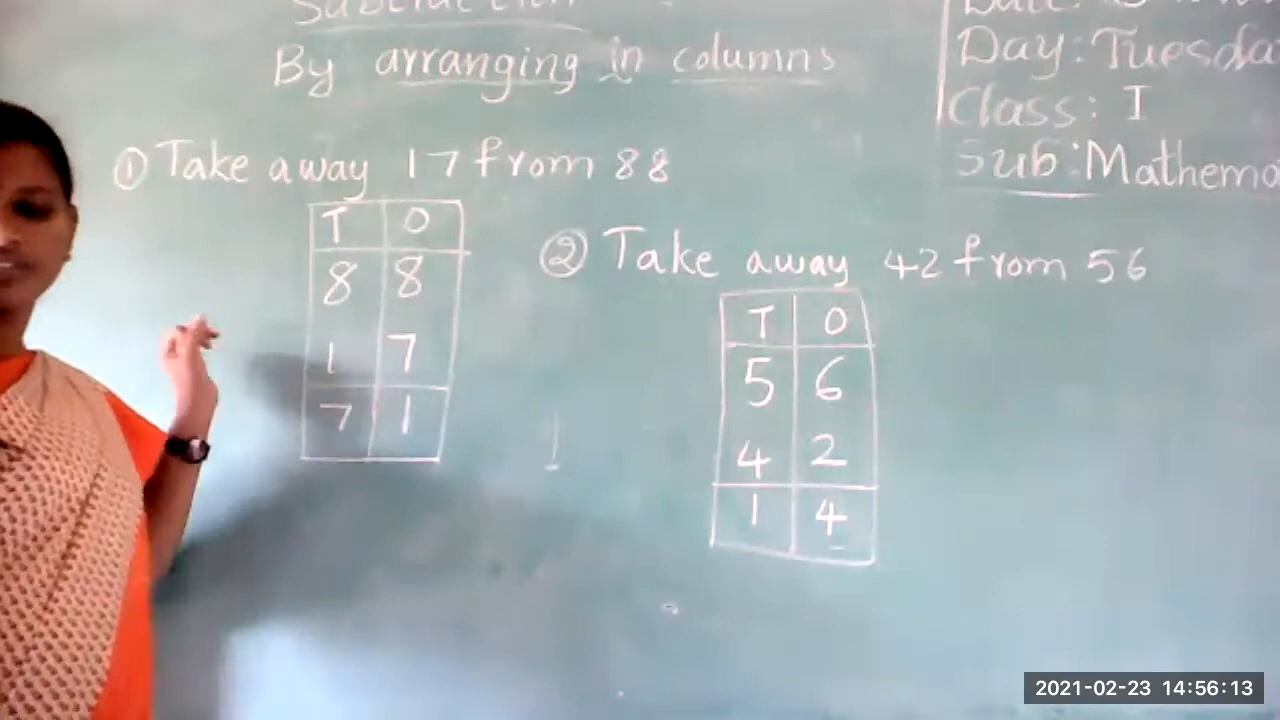 Subtraction
By arranging in columns
① Take away 17 from 88
T O
8 8
1 7
7 1
② Take away 42 from 56
T O
5 6
4 2
1 4
Date:
Day: Tuesda
Class: I
Sub: Mathema
2021-02-23 14:56:13